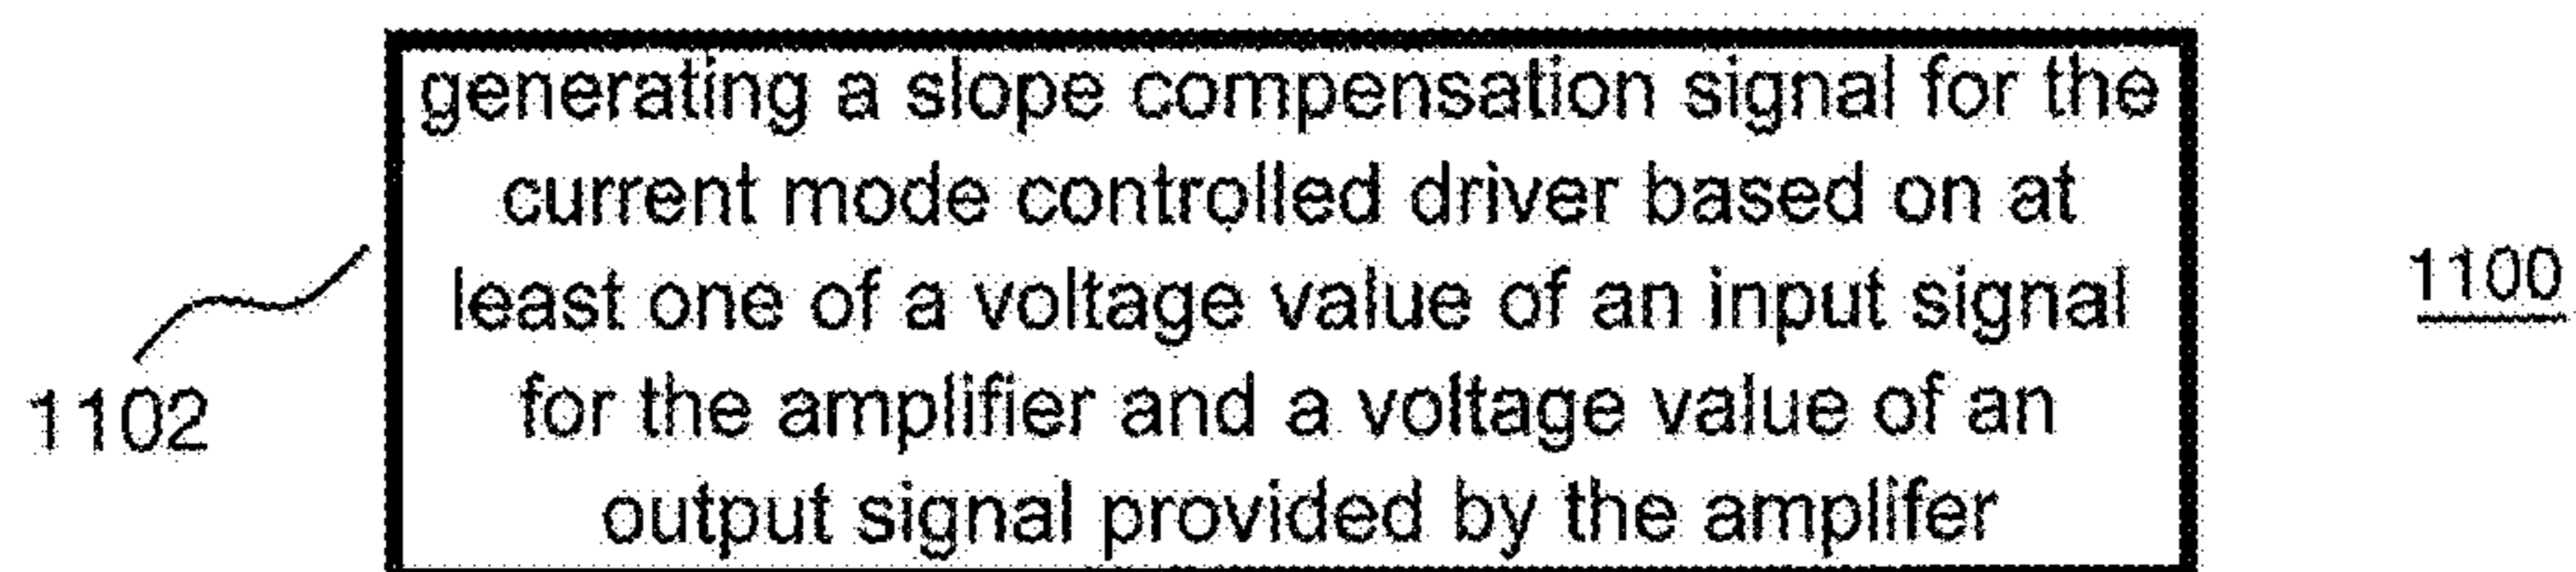 generating a slope compensation signal for the
current mode controlled driver based on at
least one of a voltage value of an input signal
for the amplifier and a voltage value of an
output signal provided by the amplifer
1100
1102